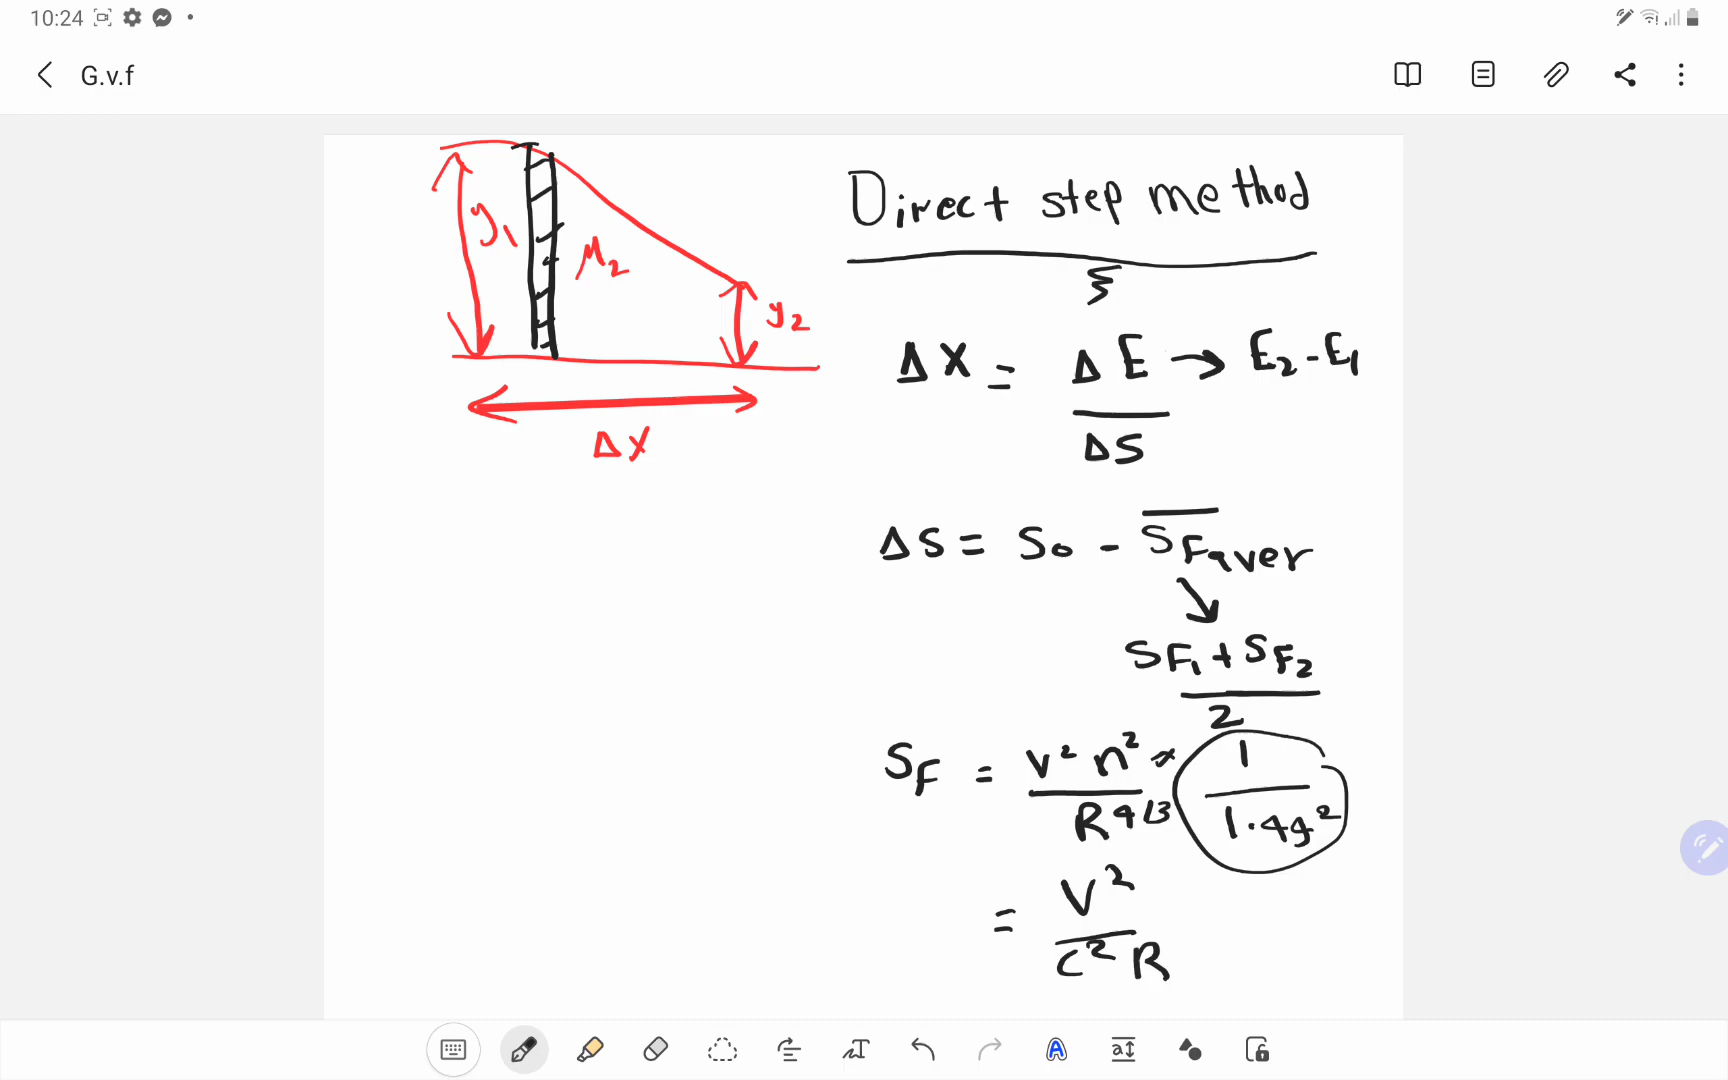 10:24
G.v.f
Direct step method
y1
M2
y2
ΔX
ΔX = ΔE → E2 - E1
ΔS
ΔS = So - SFaver
SF1 + SF2
2
SF = V² n² × 1
R 4/3 1.49²
= V²
C² R